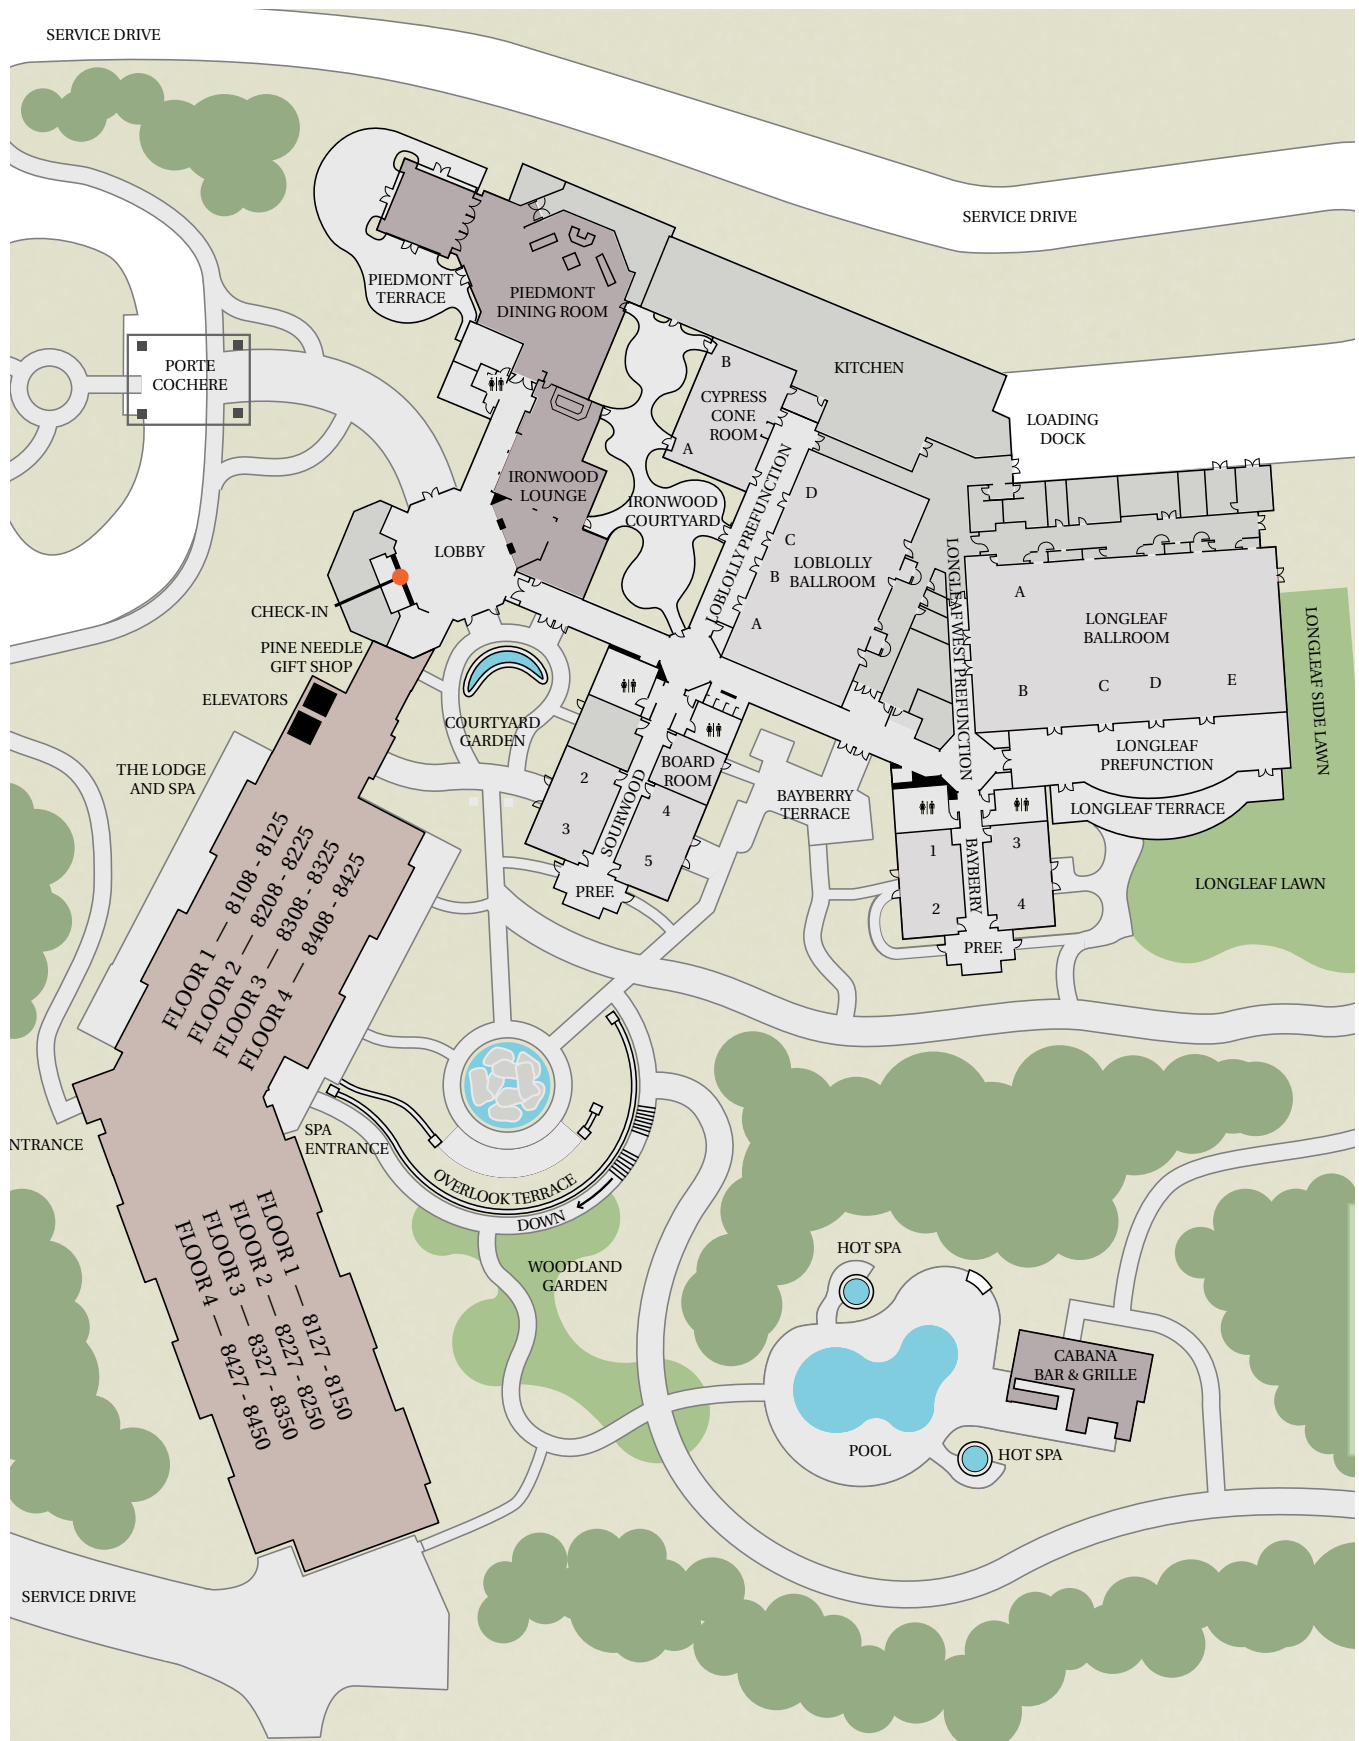 SERVICE DRIVE
SERVICE DRIVE
PIEDMONT
TERRACE
PIEDMONT
DINING ROOM
PORTE
COCHERE
KITCHEN
B
CYPRESS
CONF.
ROOM
A
LOADING
DOCK
IRONWOOD
LOUNGE
IRONWOOD
COURTYARD
LOBBY
LOBLOLLY PREFUNCTION
D
C
B
A
LOBLOLLY
BALLROOM
LONGLEAF WEST PREFUNCTION
A
LONGLEAF
BALLROOM
B
C
D
E
LONGLEAF SIDE LAWN
CHECK-IN
PINE NEEDLE
GIFT SHOP
ELEVATORS
COURTYARD
GARDEN
THE LODGE
AND SPA
BOARD
ROOM
2
3
SOURWOOD
4
5
PREF.
BAYBERRY
TERRACE
LONGLEAF
PREFUNCTION
LONGLEAF TERRACE
1
2
BAYBERRY
3
4
PREF.
LONGLEAF LAWN
FLOOR 1 — 8108 - 8125
FLOOR 2 — 8208 - 8225
FLOOR 3 — 8308 - 8325
FLOOR 4 — 8408 - 8425
NTRANCE
SPA
ENTRANCE
OVERLOOK TERRACE
DOWN
FLOOR 1 — 8127 - 8150
FLOOR 2 — 8227 - 8250
FLOOR 3 — 8327 - 8350
FLOOR 4 — 8427 - 8450
WOODLAND
GARDEN
HOT SPA
CABANA
BAR & GRILLE
POOL
HOT SPA
SERVICE DRIVE